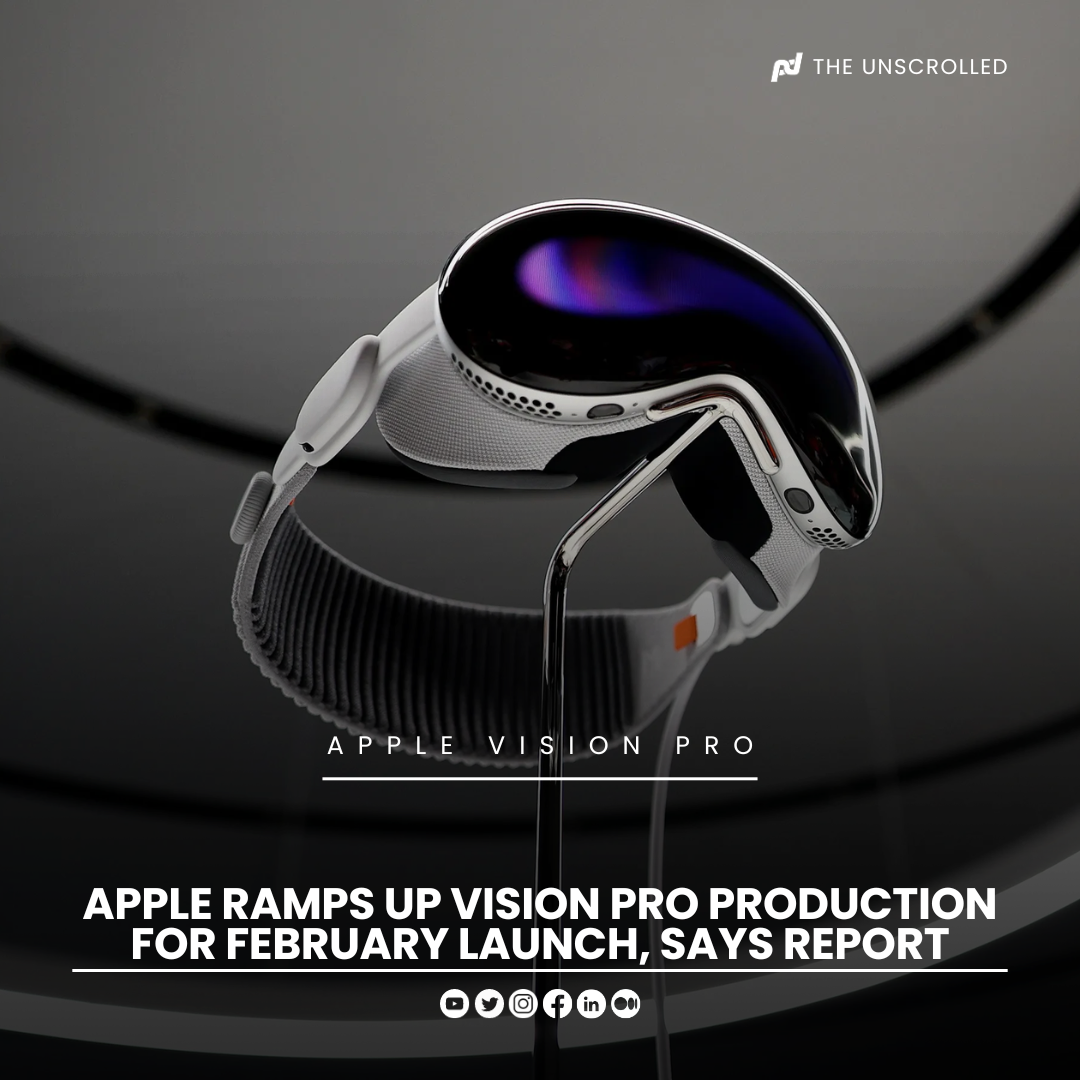 THE UNSCROLLED
APPLE VISION PRO
APPLE RAMPS UP VISION PRO PRODUCTION
FOR FEBRUARY LAUNCH, SAYS REPORT